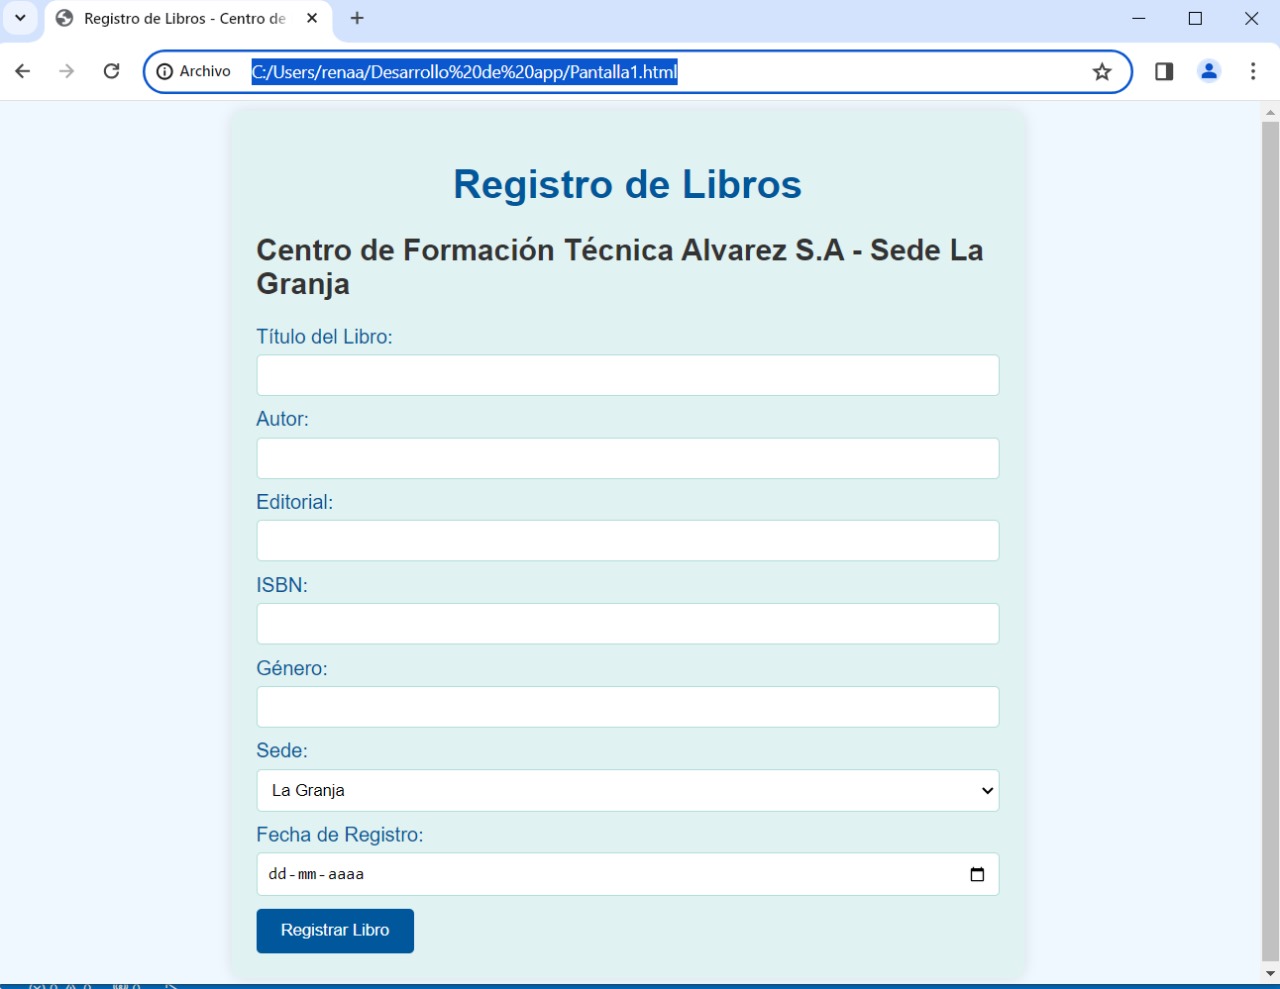 Registro de Libros - Centro de
Archivo
C:/Users/renaa/Desarrollo%20de%20app/Pantalla1.html
Registro de Libros
Centro de Formación Técnica Alvarez S.A - Sede La
Granja
Título del Libro:
Autor:
Editorial:
ISBN:
Género:
Sede:
La Granja
Fecha de Registro:
dd-mm-aaaa
Registrar Libro